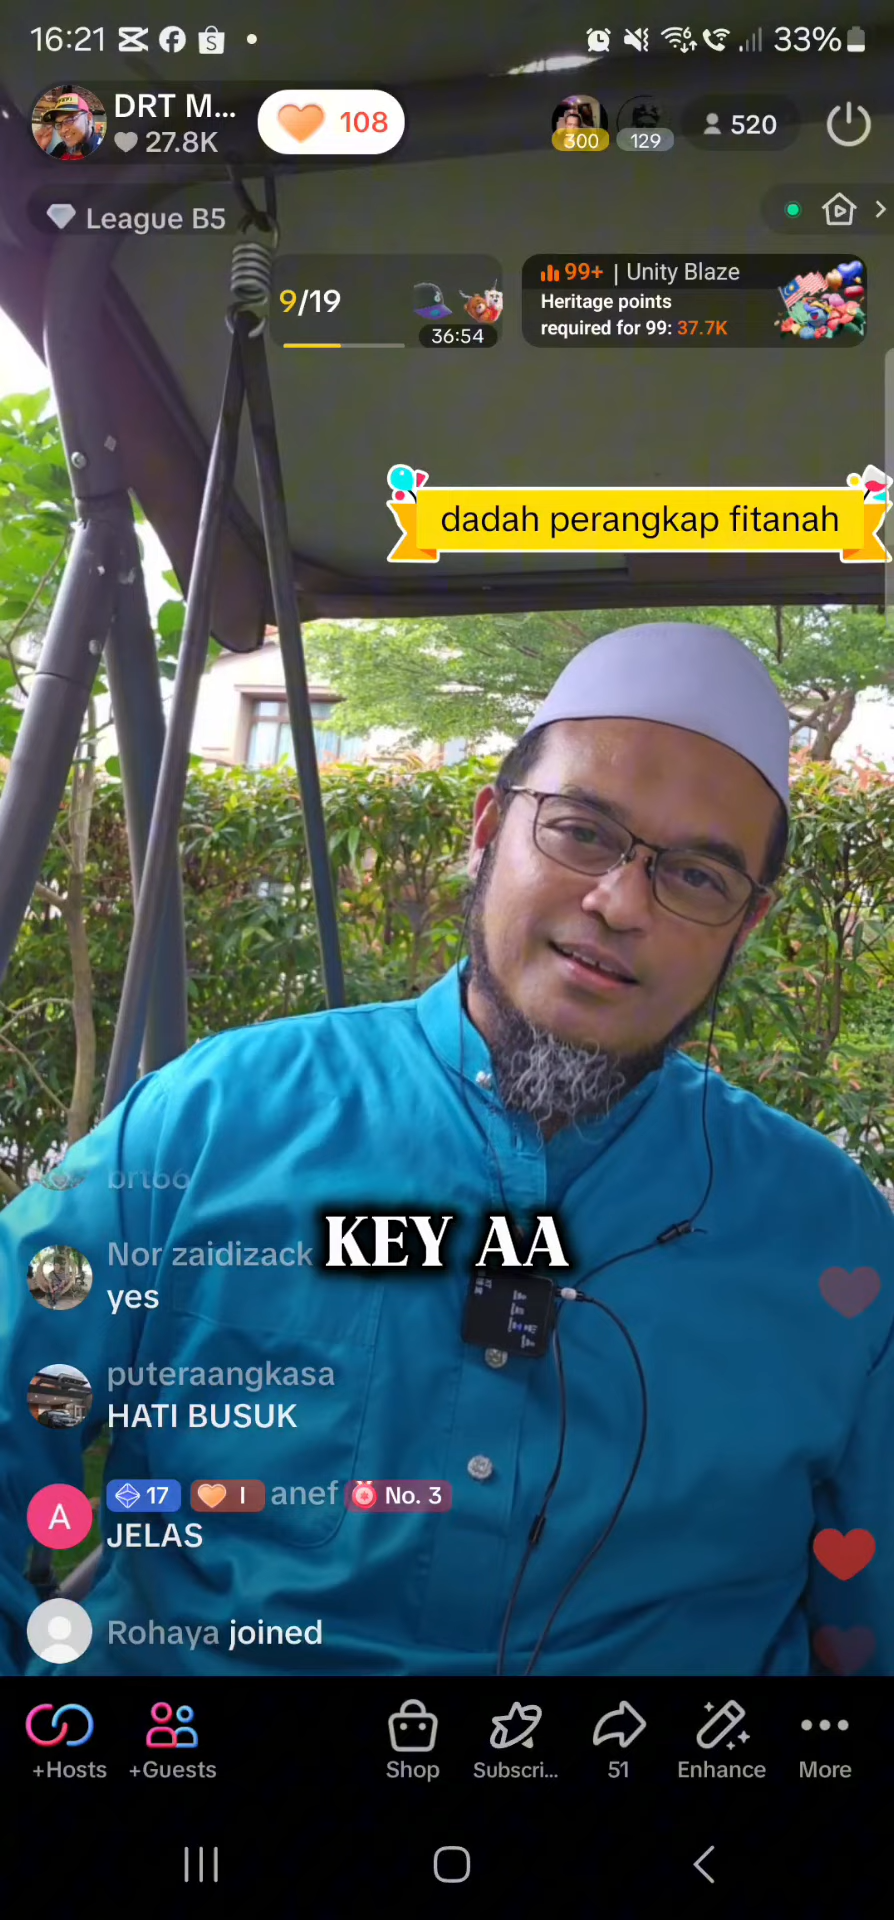 16:21
33%
DRT M...
27.8K
108
300
129
520
League B5
9/19
36:54
99+ | Unity Blaze
Heritage points
required for 99: 37.7K
dadah perangkap fitanah
brt66
Nor zaidizack
yes
KEY AA
puteraangkasa
HATI BUSUK
A
17 I anef No. 3
JELAS
Rohaya joined
+Hosts
+Guests
Shop
Subscri...
51
Enhance
More